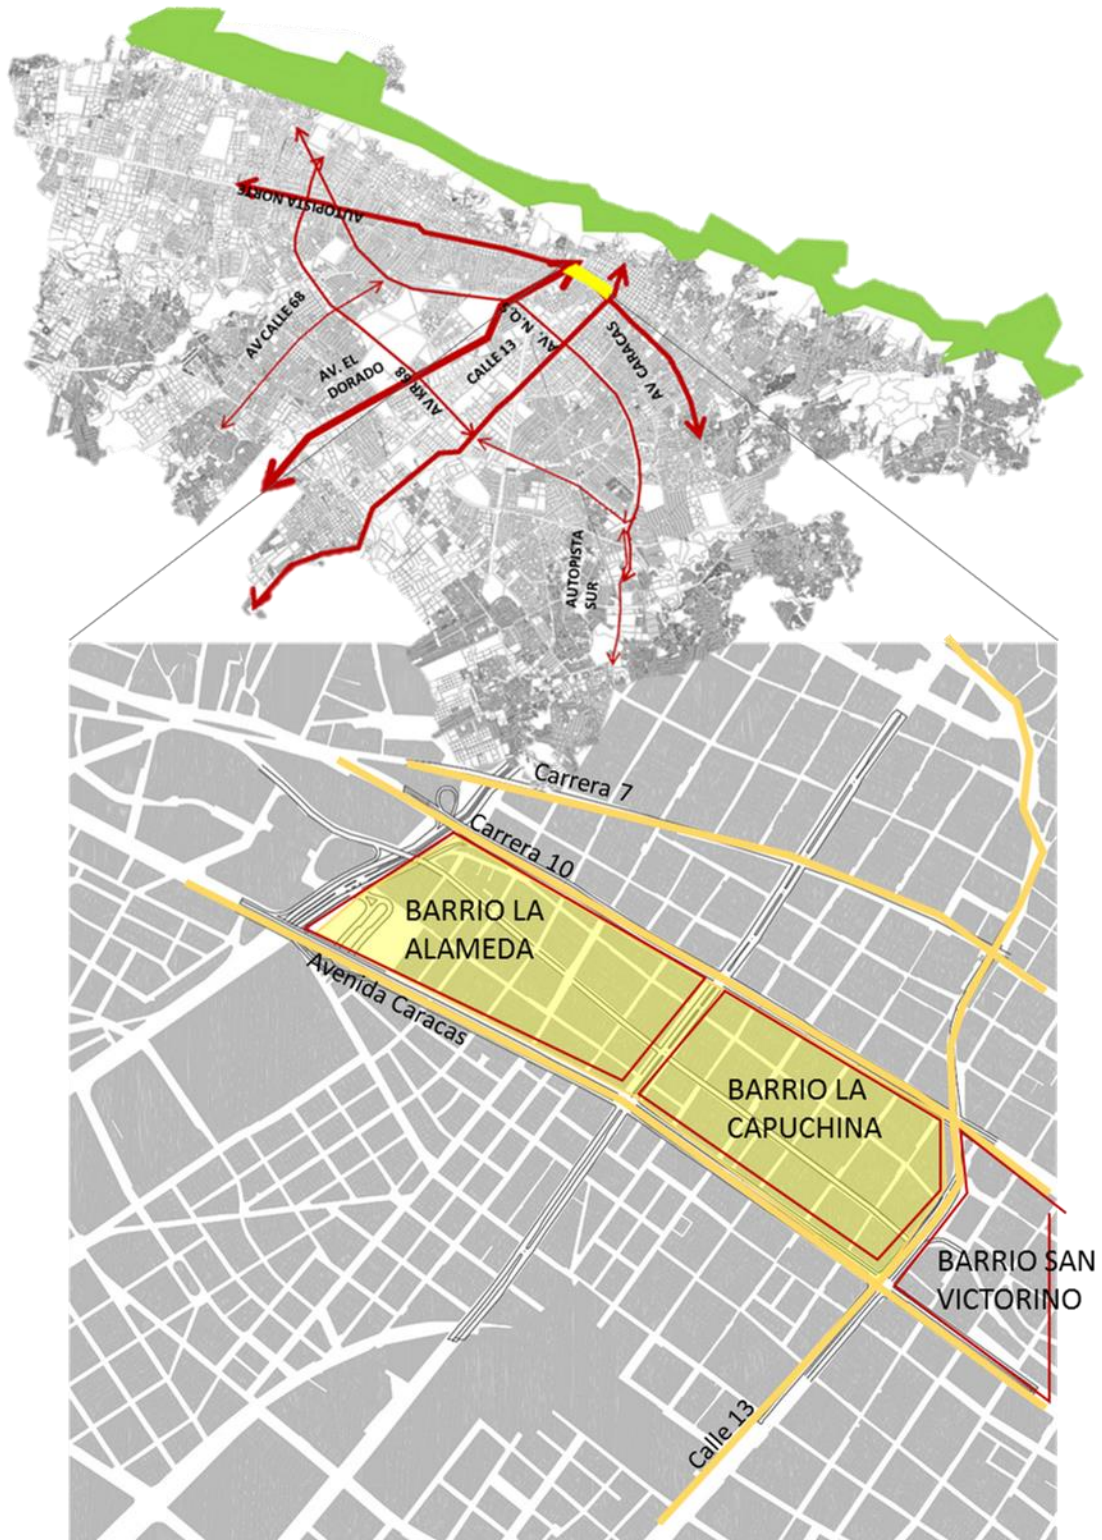 AUTOPISTA NORTE
AV CALLE 68
AV. EL
DORADO
AV KR 68
CALLE 13
AV. N.Q.S
AV CARACAS
AUTOPISTA
SUR
Carrera 7
Carrera 10
BARRIO LA
ALAMEDA
Avenida Caracas
BARRIO LA
CAPUCHINA
BARRIO SAN
VICTORINO
Calle 13